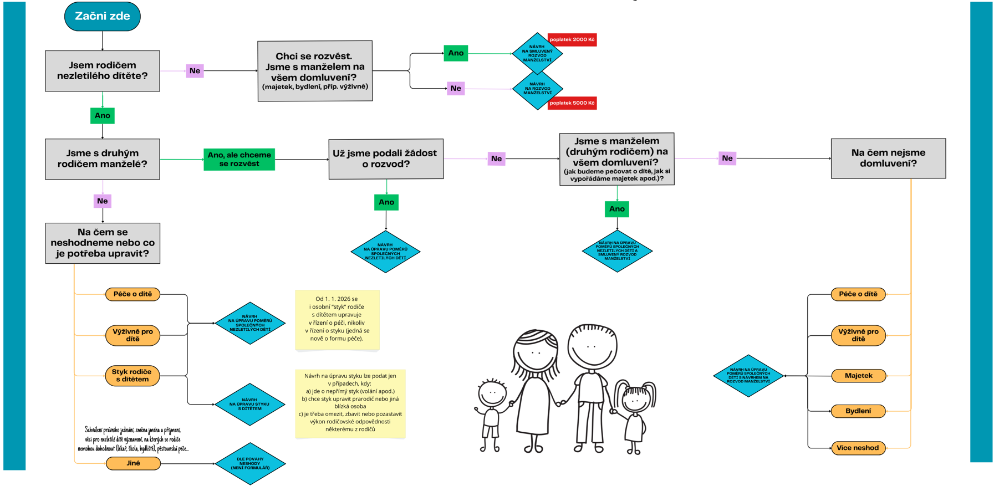 Začni zde
Jsem rodičem
nezletilého dítěte?
Ne
Chci se rozvést.
Jsme s manželem na
všem domluvení?
(majetek, bydlení, příp. výživné)
Ano
NÁVRH
NA SMLUVENÝ
ROZVOD
MANŽELSTVÍ
poplatek 2000 Kč
Ne
NÁVRH
NA ROZVOD
MANŽELSTVÍ
poplatek 5000 Kč
Ano
Jsme s druhým
rodičem manželé?
Ano, ale chceme
se rozvést
Už jsme podali žádost
o rozvod?
Ne
Jsme s manželem
(druhým rodičem) na
všem domluvení?
(jak budeme pečovat o dítě, jak si
vypořádáme majetek apod.)?
Ne
Na čem nejsme
domluvení?
Ne
Ano
Ano
Na čem se
neshodneme nebo co
je potřeba upravit?
NÁVRH
NA ÚPRAVU POMĚRŮ
SPOLEČNÝCH
NEZLETILÝCH DĚTÍ
NÁVRH NA ÚPRAVU
POMĚRŮ SPOLEČNÝCH
NEZLETILÝCH DĚTÍ A
SMLUVENÝ ROZVOD
MANŽELSTVÍ
Péče o dítě
Výživné pro
dítě
Styk rodiče
s dítětem
NÁVRH
NA ÚPRAVU POMĚRŮ
SPOLEČNÝCH
NEZLETILÝCH DĚTÍ
Od 1. 1. 2026 se
i osobní “styk” rodiče
s dítětem upravuje
v řízení o péči, nikoliv
v řízení o styku (jedná se
nově o formu péče).
NÁVRH
NA ÚPRAVU STYKU
S DÍTĚTEM
Návrh na úpravu styku lze podat jen
v případech, kdy:
a) jde o nepřímý styk (volání apod.)
b) chce styk upravit prarodič nebo jiná
blízká osoba
c) je třeba omezit, zbavit nebo pozastavit
výkon rodičovské odpovědnosti
některému z rodičů
Schválení právního jednání, změna jména a příjmení,
věci pro nezletilé dítě významné, na kterých se rodiče
nemohou dohodnout (lékař, škola, bydliště), pěstounská péče...
Jiné
DLE POVAHY
NESHODY
(NENÍ FORMULÁŘ)
Péče o dítě
Výživné pro
dítě
Majetek
Bydlení
Více neshod
NÁVRH NA ÚPRAVU
POMĚRŮ SPOLEČNÝCH
DĚTÍ S NÁVRHEM NA
ROZVOD MANŽELSTVÍ